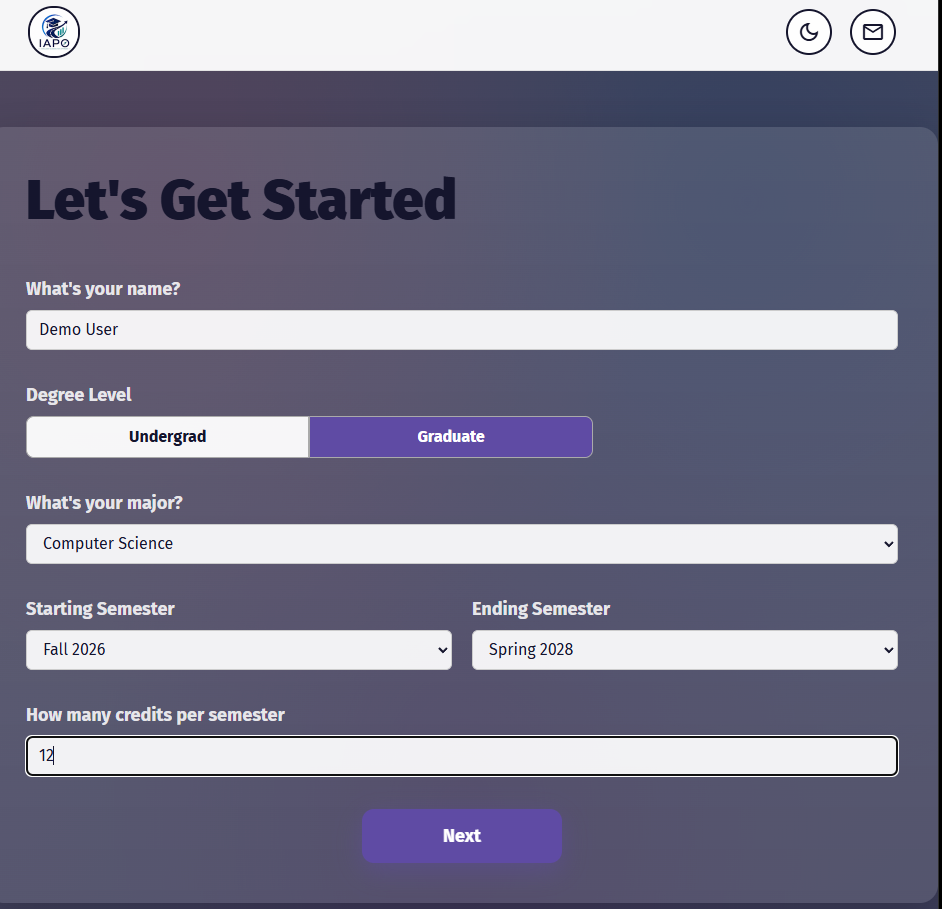 IAPO
Let's Get Started
What's your name?
Demo User
Degree Level
Undergrad Graduate
What's your major?
Computer Science
Starting Semester Ending Semester
Fall 2026 Spring 2028
How many credits per semester
12
Next